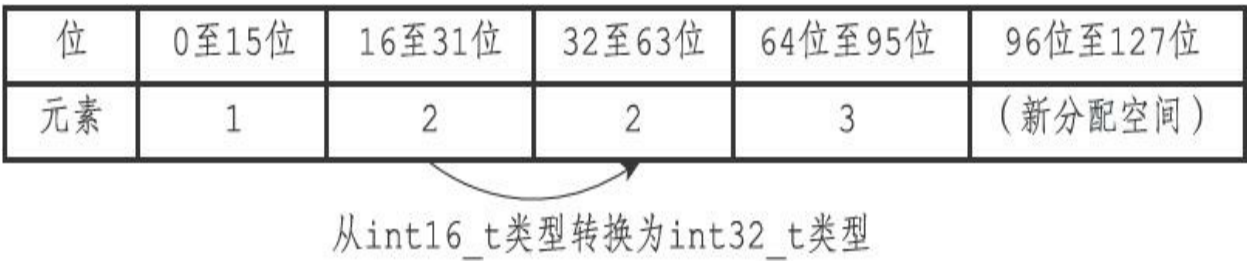 位 0至15位 16至31位 32至63位 64位至95位 96位至127位
元素 1 2 2 3 (新分配空间)
从int16_t类型转换为int32_t类型